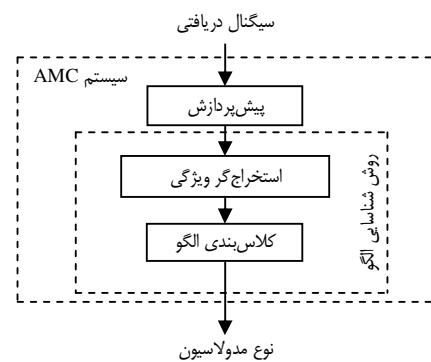 سیگنال دریافتی
سیستم AMC
پیش‌پردازش
استخراج‌گر ویژگی
کلاس‌بندی الگو
روش شناسایی الگو
نوع مدولاسیون